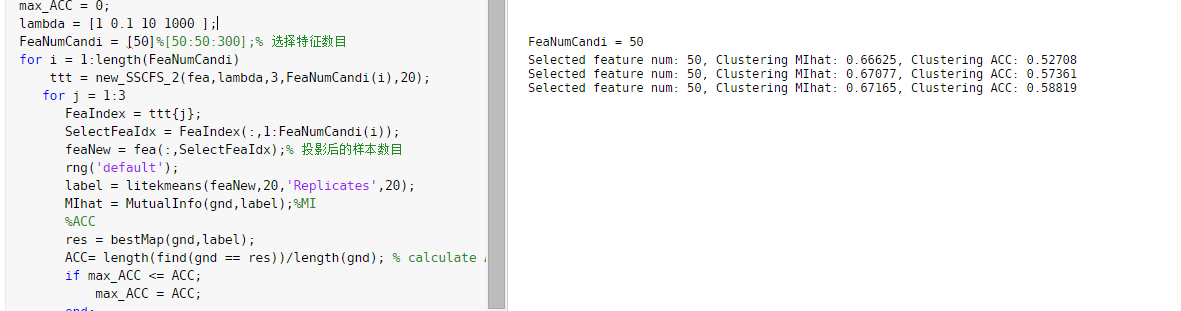 max_ACC = 0;
lambda = [1 0.1 10 1000 ];
FeaNumCandi = [50]%[50:50:300];% 选择特征数目
for i = 1:length(FeaNumCandi)
ttt = new_SSCFS_2(fea,lambda,3,FeaNumCandi(i),20);
for j = 1:3
FeaIndex = ttt{j};
SelectFeaIdx = FeaIndex(:,1:FeaNumCandi(i));
feaNew = fea(:,SelectFeaIdx);% 投影后的样本数目
rng('default');
label = litekmeans(feaNew,20,'Replicates',20);
MIhat = MutualInfo(gnd,label);%MI
%ACC
res = bestMap(gnd,label);
ACC= length(find(gnd == res))/length(gnd); % calculate
if max_ACC <= ACC;
max_ACC = ACC;
end;
FeaNumCandi = 50
Selected feature num: 50, Clustering MIhat: 0.66625, Clustering ACC: 0.52708
Selected feature num: 50, Clustering MIhat: 0.67077, Clustering ACC: 0.57361
Selected feature num: 50, Clustering MIhat: 0.67165, Clustering ACC: 0.58819